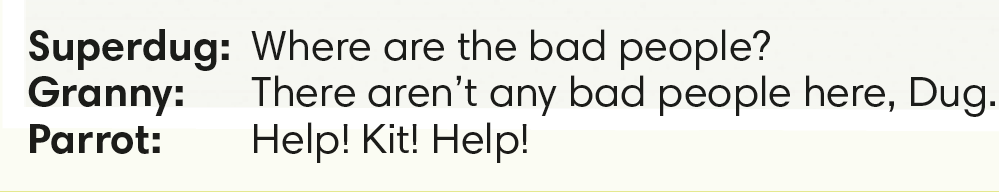 Superdug: Where are the bad people?
Granny: There aren't any bad people here, Dug.
Parrot: Help! Kit! Help!